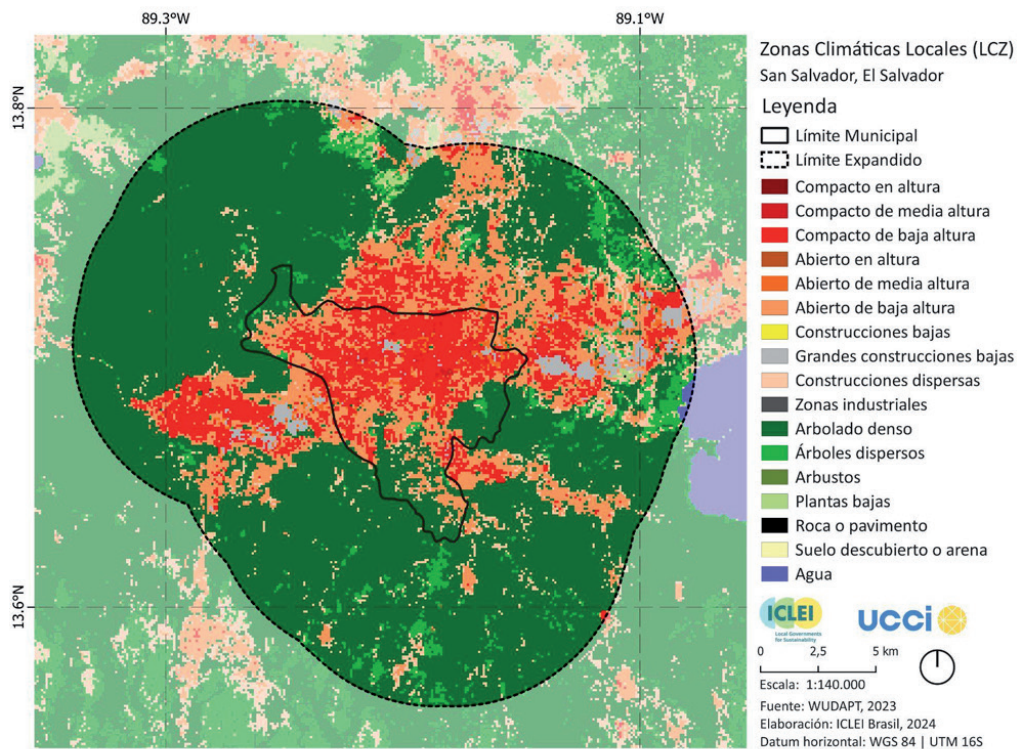 89.3°W
89.1°W
13.8°N
13.6°N
Zonas Climáticas Locales (LCZ)
San Salvador, El Salvador
Leyenda
Límite Municipal
Límite Expandido
Compacto en altura
Compacto de media altura
Compacto de baja altura
Abierto en altura
Abierto de media altura
Abierto de baja altura
Construcciones bajas
Grandes construcciones bajas
Construcciones dispersas
Zonas industriales
Arbolado denso
Árboles dispersos
Arbustos
Plantas bajas
Roca o pavimento
Suelo descubierto o arena
Agua
ICLEI
Local Governments
for Sustainability
UCCI
0 2,5 5 km
Escala: 1:140.000
Fuente: WUDAPT, 2023
Elaboración: ICLEI Brasil, 2024
Datum horizontal: WGS 84 | UTM 16S